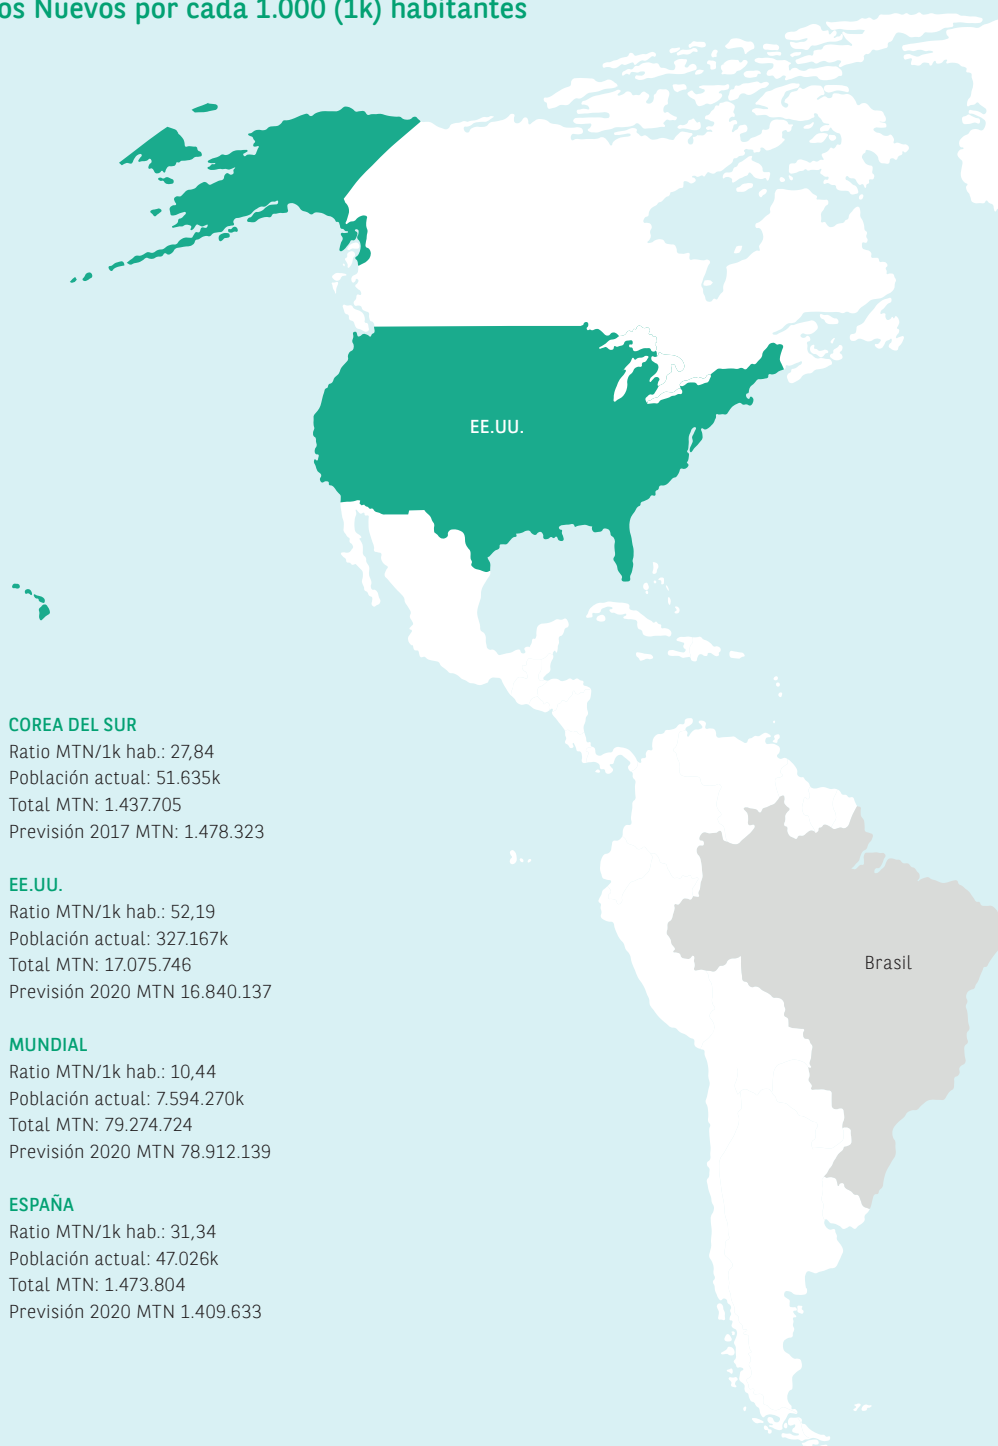 os Nuevos por cada 1.000 (1k) habitantes
EE.UU.
COREA DEL SUR
Ratio MTN/1k hab.: 27,84
Población actual: 51.635k
Total MTN: 1.437.705
Previsión 2017 MTN: 1.478.323
EE.UU.
Ratio MTN/1k hab.: 52,19
Población actual: 327.167k
Total MTN: 17.075.746
Previsión 2020 MTN 16.840.137
Brasil
MUNDIAL
Ratio MTN/1k hab.: 10,44
Población actual: 7.594.270k
Total MTN: 79.274.724
Previsión 2020 MTN 78.912.139
ESPAÑA
Ratio MTN/1k hab.: 31,34
Población actual: 47.026k
Total MTN: 1.473.804
Previsión 2020 MTN 1.409.633